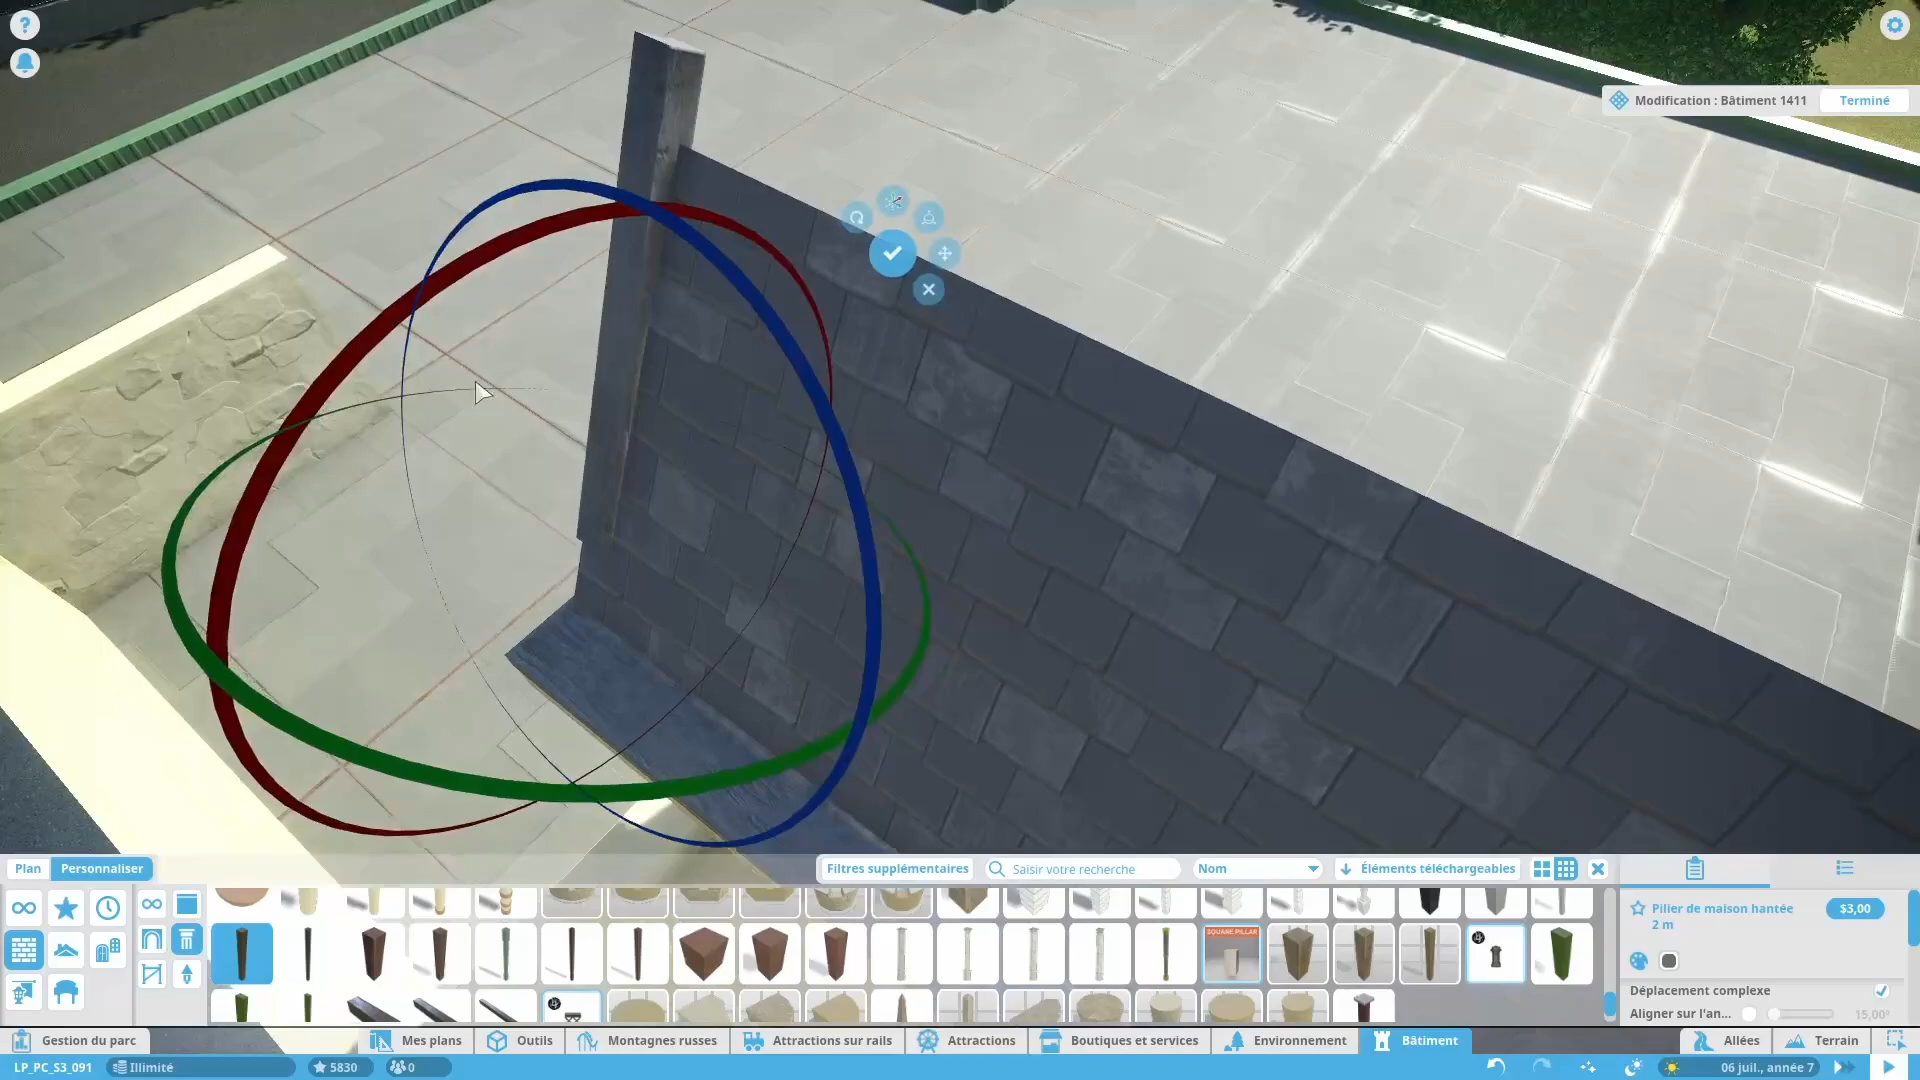 ?
Modification : Bâtiment 1411
Terminé
Plan
Personnaliser
Filtres supplémentaires
Saisir votre recherche
Nom
Éléments téléchargeables
SQUARE PILLAR
Pilier de maison hantée
2 m
$3,00
Déplacement complexe
Aligner sur l'an...
15,00°
Gestion du parc
Mes plans
Outils
Montagnes russes
Attractions sur rails
Attractions
Boutiques et services
Environnement
Bâtiment
Allées
Terrain
LP_PC_S3_091
Illimité
5830
0
06 juil., année 7